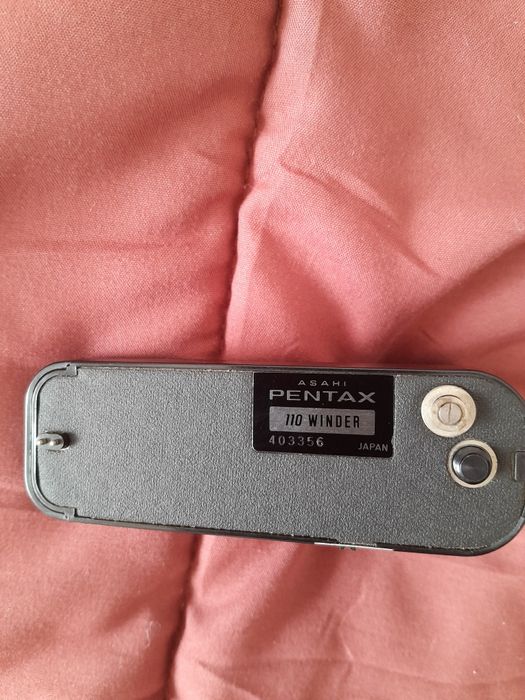 ASAHI
PENTAX
110 WINDER
403356 JAPAN